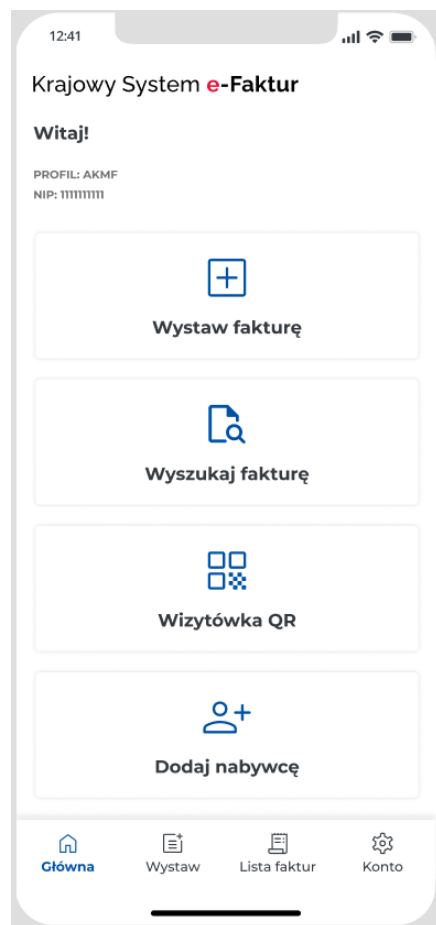 12:41
Krajowy System e-Faktur
Witaj!
PROFIL: AKMF
NIP: 1111111111
Wystaw fakturę
Wyszukaj fakturę
Wizytówka QR
Dodaj nabywcę
Główna Wystaw Lista faktur Konto